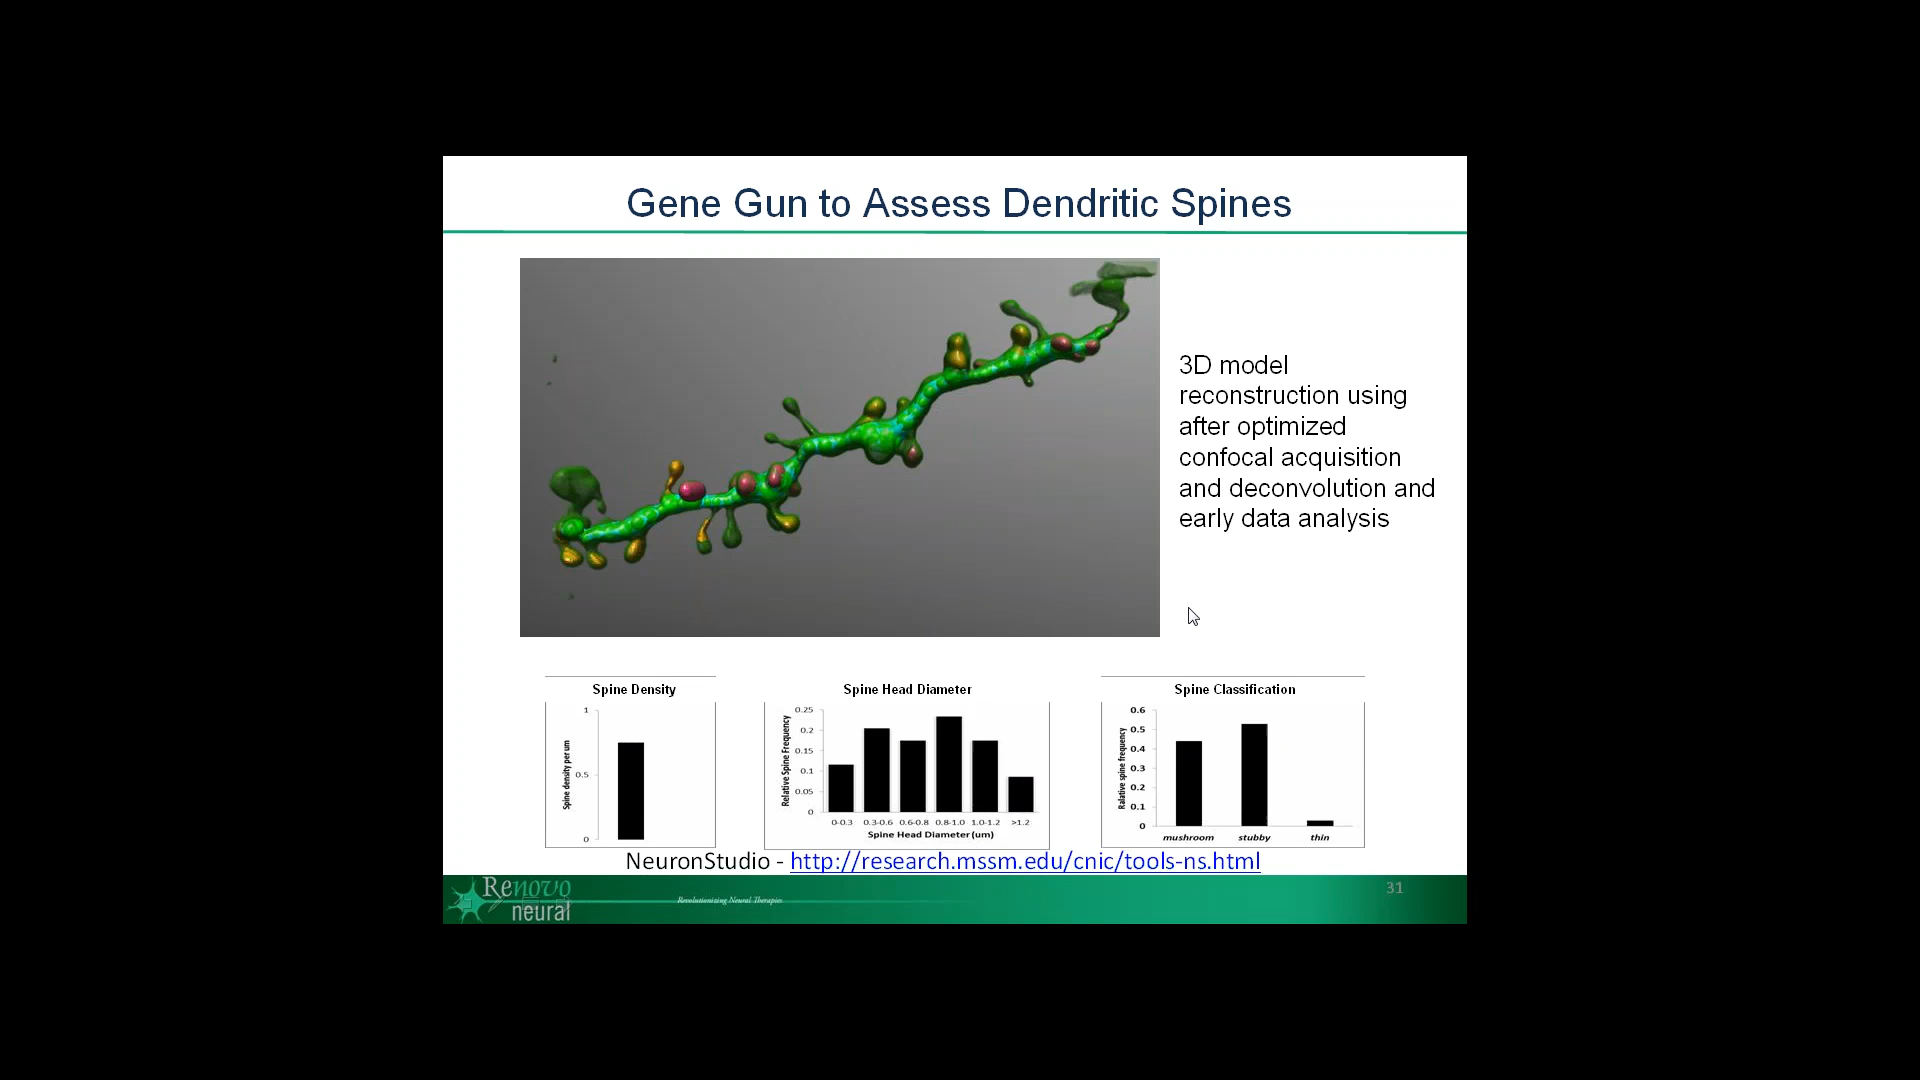 Gene Gun to Assess Dendritic Spines
3D model
reconstruction using
after optimized
confocal acquisition
and deconvolution and
early data analysis
Spine Density
1
0.5
0
Spine density per um
Spine Head Diameter
0.25
0.2
0.15
0.1
0.05
0
Relative Spine Frequency
0-0.3 0.3-0.6 0.6-0.8 0.8-1.0 1.0-1.2 >1.2
Spine Head Diameter (um)
Spine Classification
0.6
0.5
0.4
0.3
0.2
0.1
0
Ralative spine frequency
mushroom stubby thin
NeuronStudio - http://research.mssm.edu/cnic/tools-ns.html
Renovo
neural
Revolutionizing Neural Therapies
31